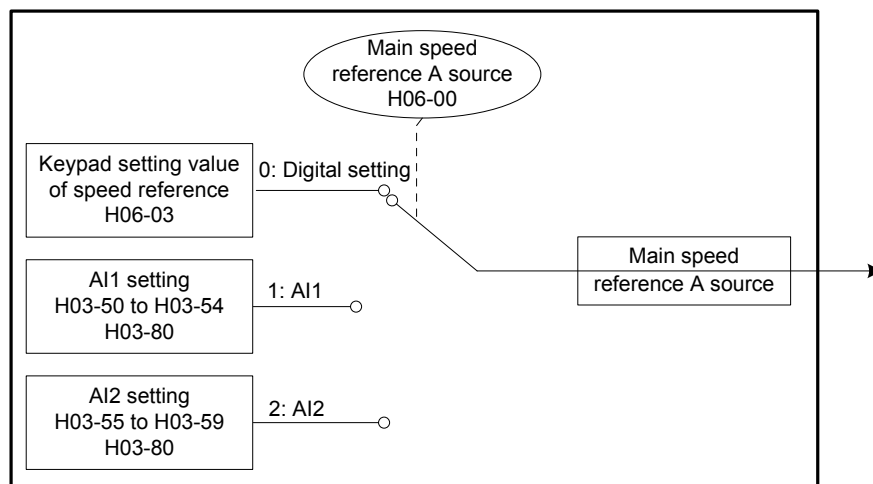 Main speed
reference A source
H06-00
Keypad setting value
of speed reference
H06-03
0: Digital setting
AI1 setting
H03-50 to H03-54
H03-80
1: AI1
AI2 setting
H03-55 to H03-59
H03-80
2: AI2
Main speed
reference A source